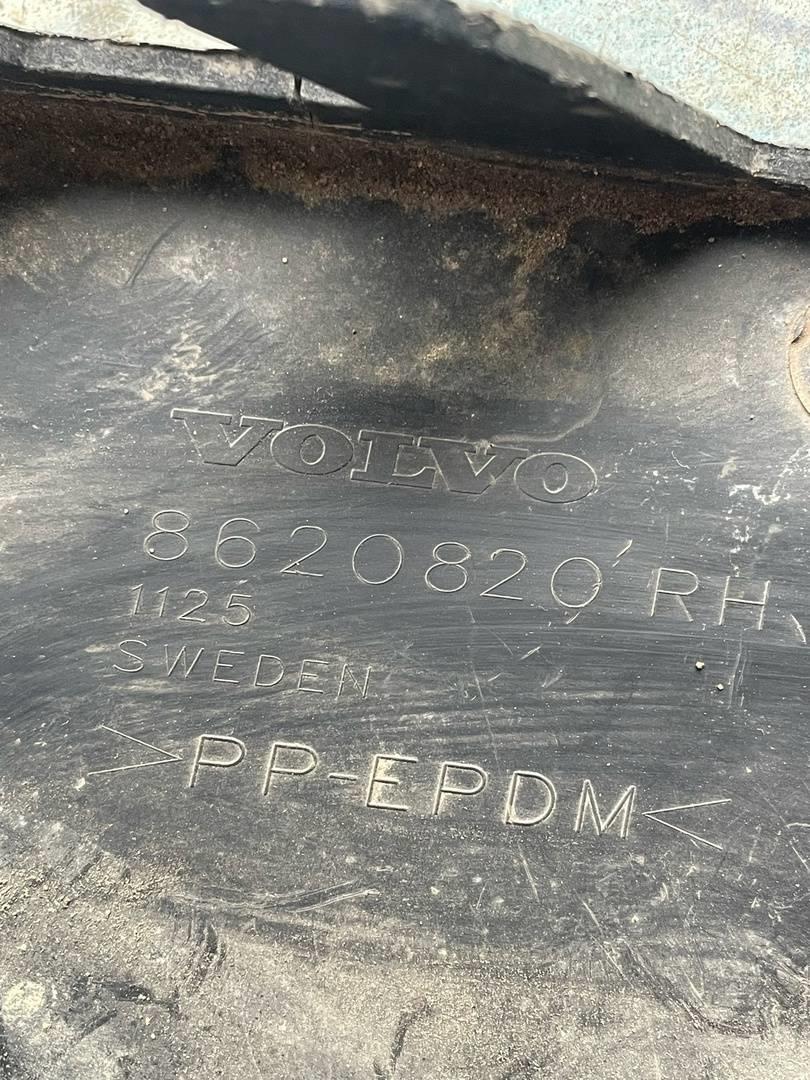 VOLVO
8620820 RH
1125
SWEDEN
>PP-EPDM<